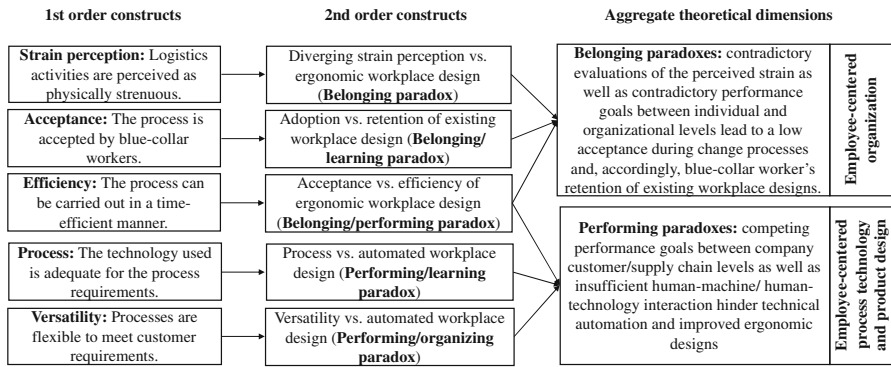 1st order constructs
2nd order constructs
Aggregate theoretical dimensions
Strain perception: Logistics
activities are perceived as
physically strenuous.
Diverging strain perception vs.
ergonomic workplace design
(Belonging paradox)
Acceptance: The process is
accepted by blue-collar
workers.
Adoption vs. retention of existing
workplace design (Belonging/
learning paradox)
Efficiency: The process can
be carried out in a time-
efficient manner.
Acceptance vs. efficiency of
ergonomic workplace design
(Belonging/performing paradox)
Process: The technology used
is adequate for the process
requirements.
Process vs. automated workplace
design (Performing/learning
paradox)
Versatility: Processes are
flexible to meet customer
requirements.
Versatility vs. automated workplace
design (Performing/organizing
paradox)
Belonging paradoxes: contradictory
evaluations of the perceived strain as
well as contradictory performance
goals between individual and
organizational levels lead to a low
acceptance during change processes
and, accordingly, blue-collar worker's
retention of existing workplace designs.
Employee-centered
organization
Performing paradoxes: competing
performance goals between company
customer/supply chain levels as well as
insufficient human-machine/ human-
technology interaction hinder technical
automation and improved ergonomic
designs
Employee-centered
process technology
and product design